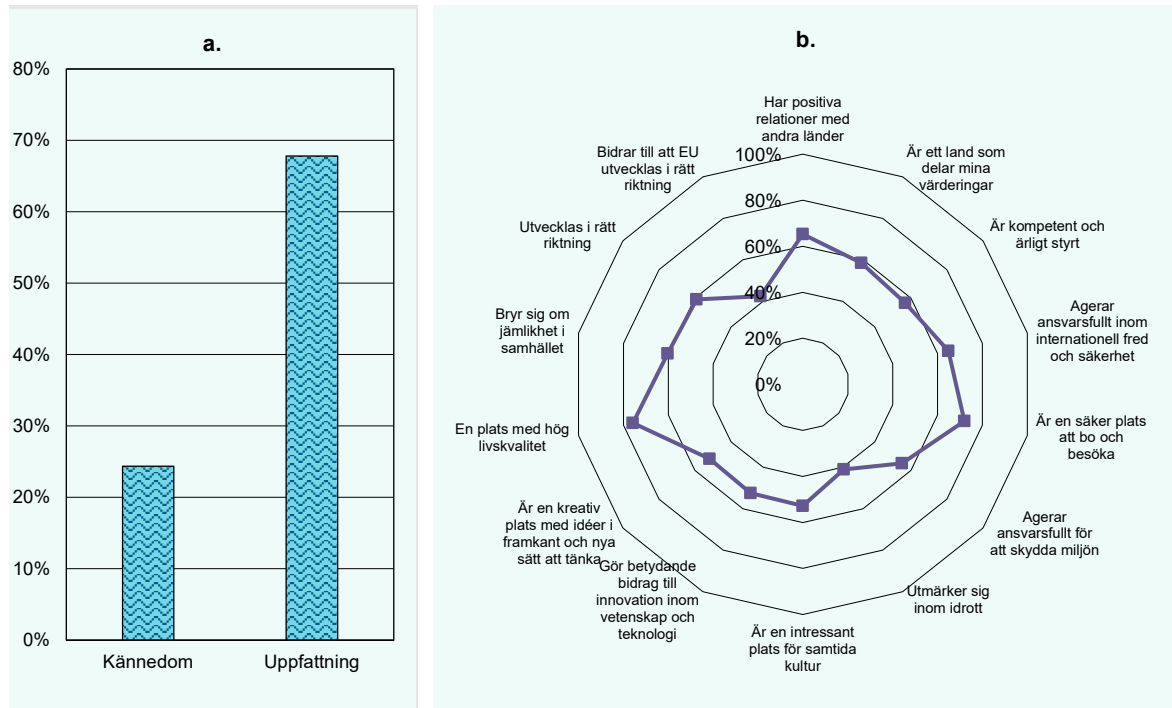 a.
80%
70%
60%
50%
40%
30%
20%
10%
0%
Kännedom
Uppfattning
b.
Har positiva
relationer med
andra länder
Är ett land som
delar mina
värderingar
Är kompetent och
ärligt styrt
Agerar
ansvarsfullt inom
internationell fred
och säkerhet
Är en säker plats
att bo och
besöka
Agerar
ansvarsfullt för
att skydda miljön
Utmärker sig
inom idrott
Är en intressant
plats för samtida
kultur
Gör betydande
bidrag till
innovation inom
vetenskap och
teknologi
Är en kreativ
plats med idéer i
framkant och nya
sätt att tänka
En plats med hög
livskvalitet
Bryr sig om
jämlikhet i
samhället
Utvecklas i rätt
riktning
Bidrar till att EU
utvecklas i rätt
riktning
100%
80%
60%
40%
20%
0%